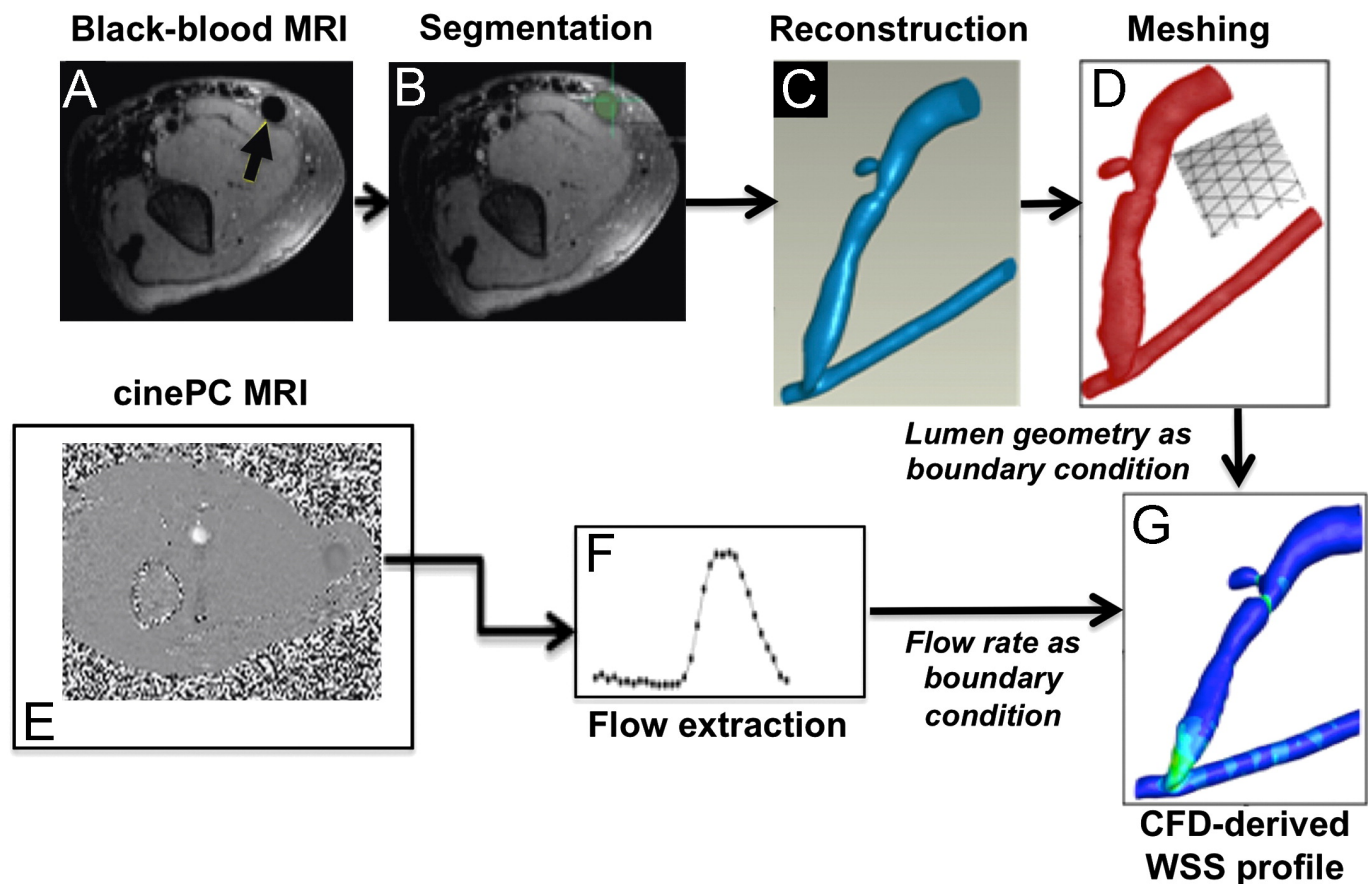 Black-blood MRI
Segmentation
Reconstruction
Meshing
A
B
C
D
cinePC MRI
Lumen geometry as
boundary condition
E
F
Flow extraction
Flow rate as
boundary
condition
G
CFD-derived
WSS profile